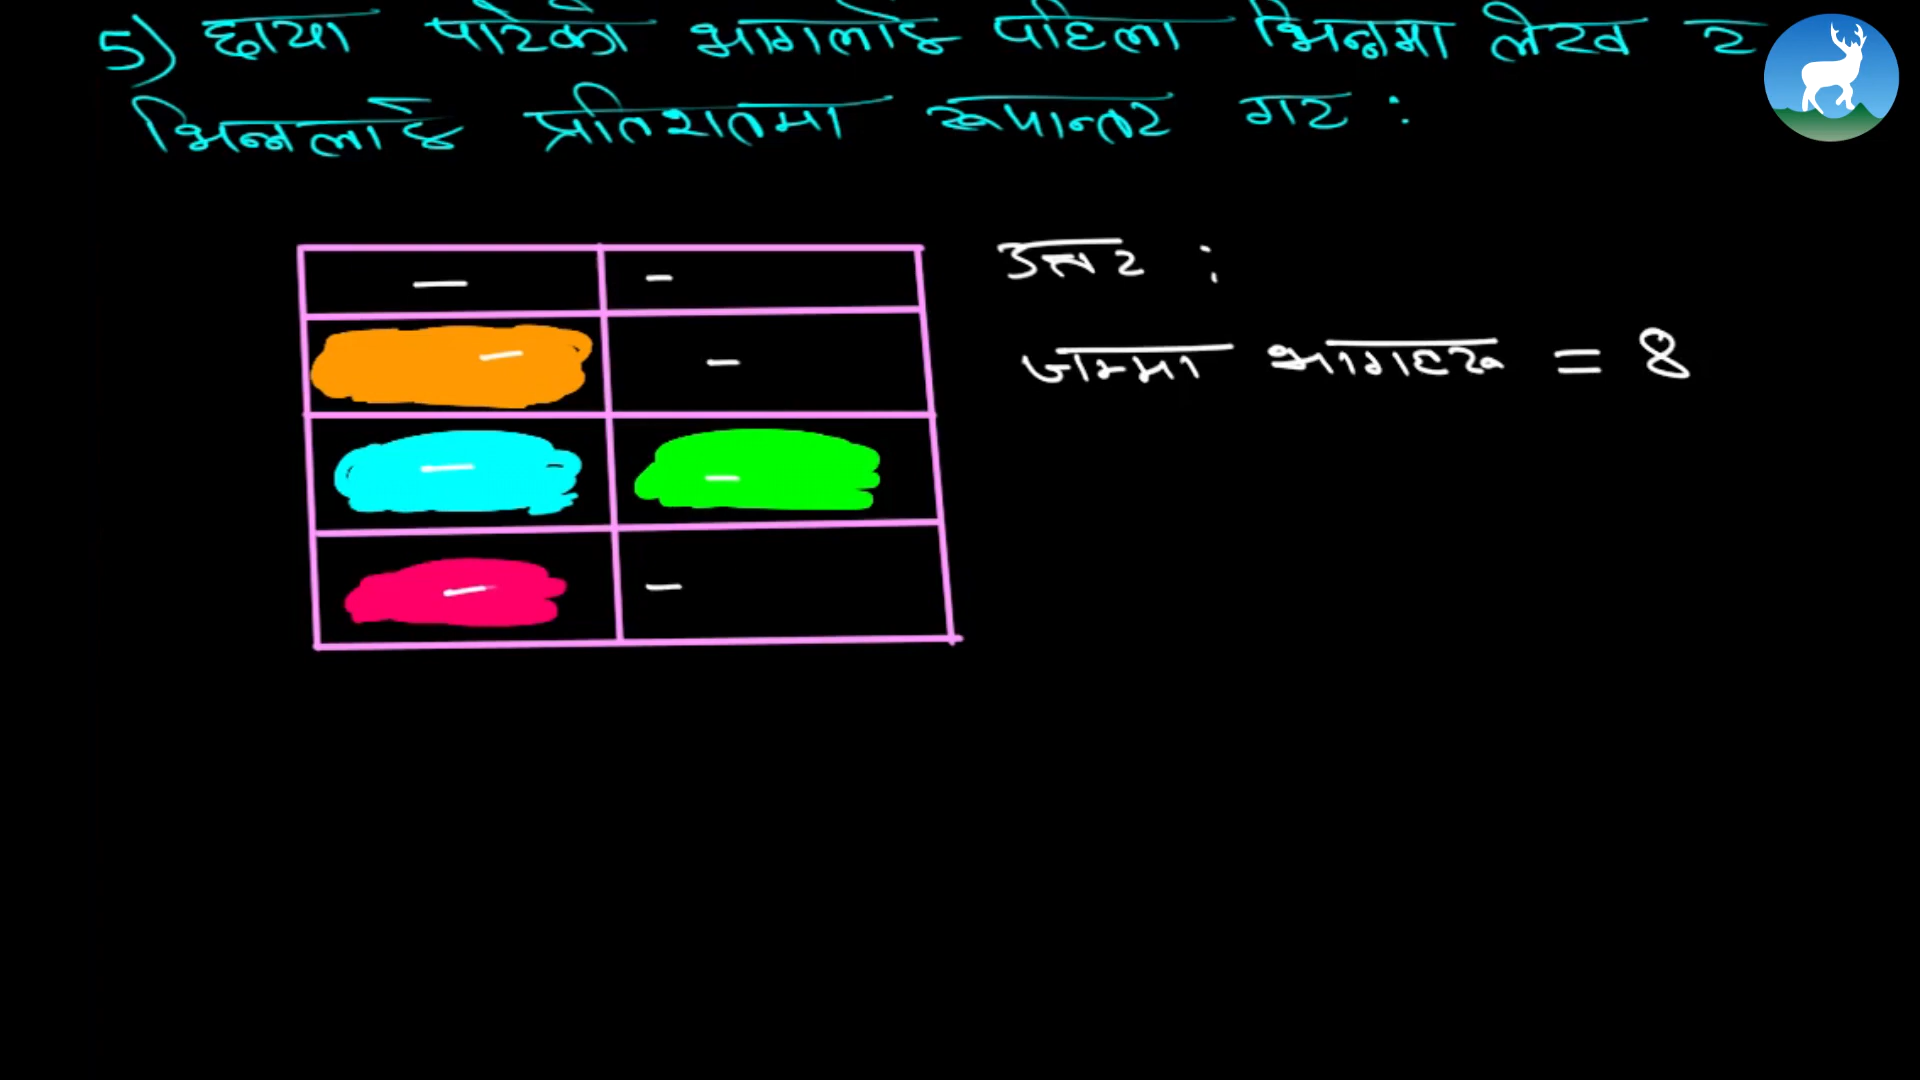 5) छाया पारेको भागलाई पहिला भिन्नमा लेख र
भिन्नलाई प्रतिशतमा रूपान्तर गर :
उत्तर :
जम्मा भागहरू = 8